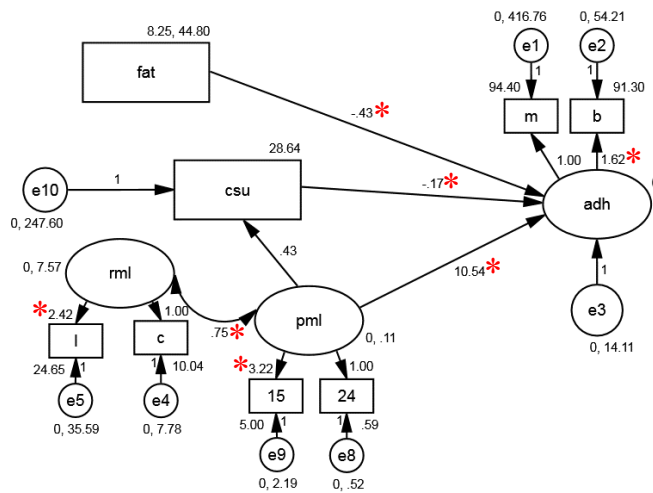 0, 416.76
0, 54.21
8.25, 44.80
e1
e2
fat
1
1
94.40
91.30
m
b
-.43*
28.64
1.00
1.62*
e10
1
csu
-.17*
adh
0, 247.60
.43
0, 7.57
rml
10.54*
1
*2.42
1.00
.75*
pml
0, .11
e3
l
c
24.65
1
1
10.04
*3.22
1.00
0, 14.11
e5
e4
15
24
0, 35.59
0, 7.78
5.00
1
1
.59
e9
e8
0, 2.19
0, .52